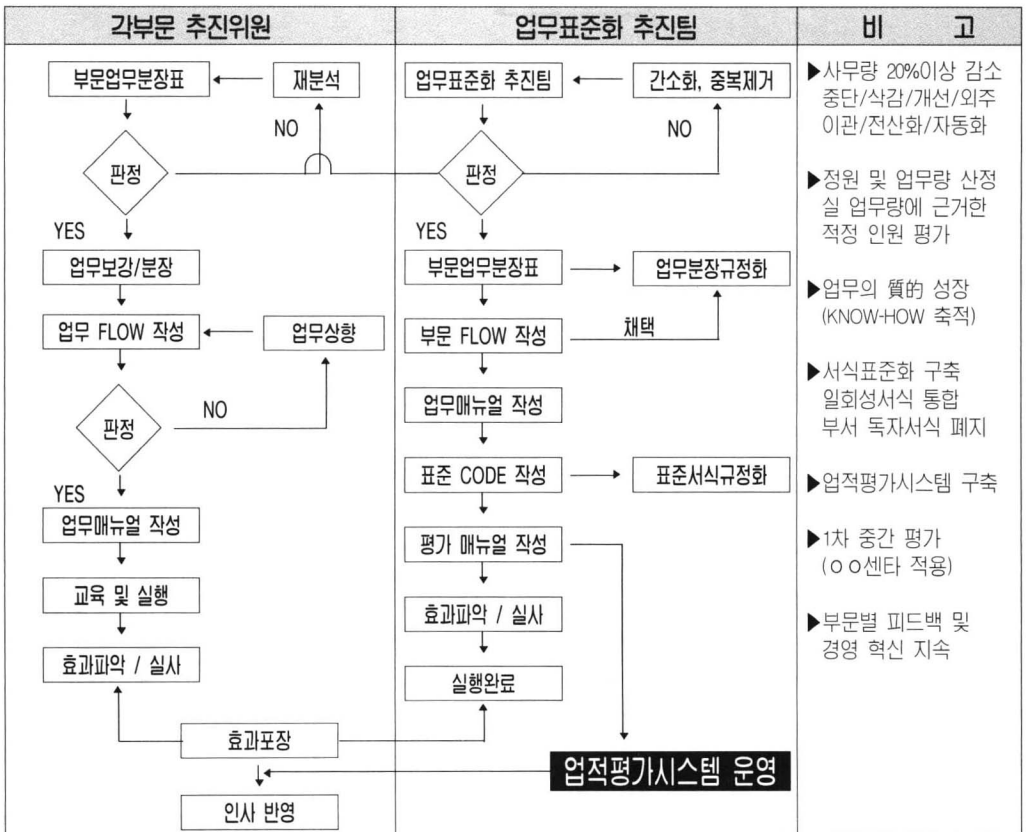 각부문 추진위원
업무표준화 추진팀
비 고
부문업무분장표
재분석
NO
판정
YES
업무보강/분장
업무 FLOW 작성
업무상향
판정
NO
YES
업무매뉴얼 작성
교육 및 실행
효과파악 / 실사
효과포장
인사 반영
업무표준화 추진팀
간소화, 중복제거
NO
판정
YES
부문업무분장표
업무분장규정화
부문 FLOW 작성
채택
업무매뉴얼 작성
표준 CODE 작성
표준서식규정화
평가 매뉴얼 작성
효과파악 / 실사
실행완료
업적평가시스템 운영
▶사무량 20%이상 감소
중단/삭감/개선/외주
이관/전산화/자동화
▶정원 및 업무량 산정
실 업무량에 근거한
적정 인원 평가
▶업무의 質的 성장
(KNOW-HOW 축적)
▶서식표준화 구축
일회성서식 통합
부서 독자서식 폐지
▶업적평가시스템 구축
▶1차 중간 평가
(ㅇㅇ센타 적용)
▶부문별 피드백 및
경영 혁신 지속